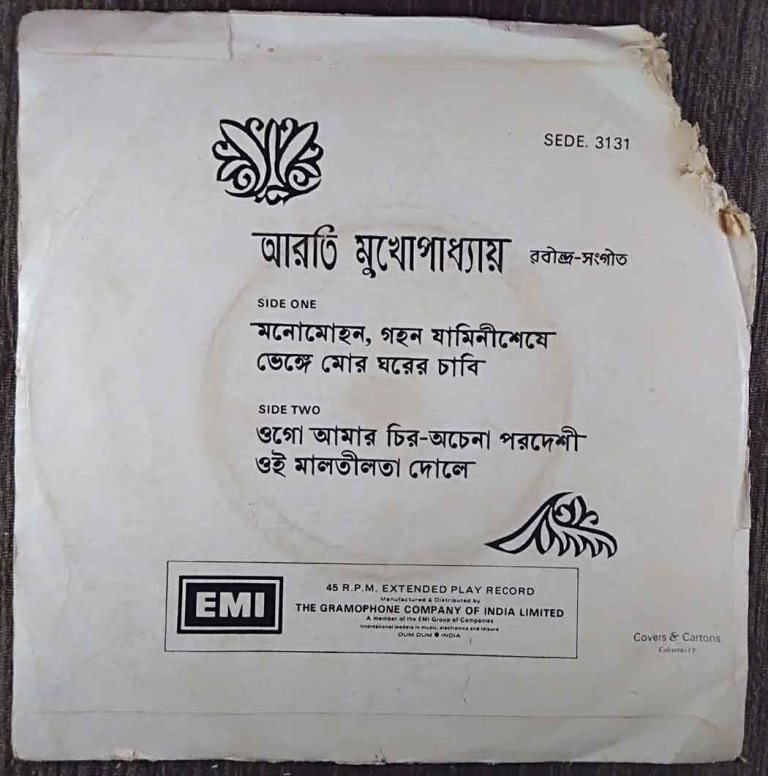 SEDE. 3131
আরতি মুখোপাধ্যায় রবীন্দ্র-সংগীত
SIDE ONE
মনোমোহন, গহন যামিনীশেষে
ভেঙ্গে মোর ঘরের চাবি
SIDE TWO
ওগো আমার চির-অচেনা পরদেশী
ওই মালতীলতা দোলে
EMI
45 R.P.M. EXTENDED PLAY RECORD
Manufactured & Distributed by
THE GRAMOPHONE COMPANY OF INDIA LIMITED
A member of the EMI Group of Companies
International leaders in music, electronics and leisure
DUM DUM ● INDIA
Covers & Cartons
Calcutta-17